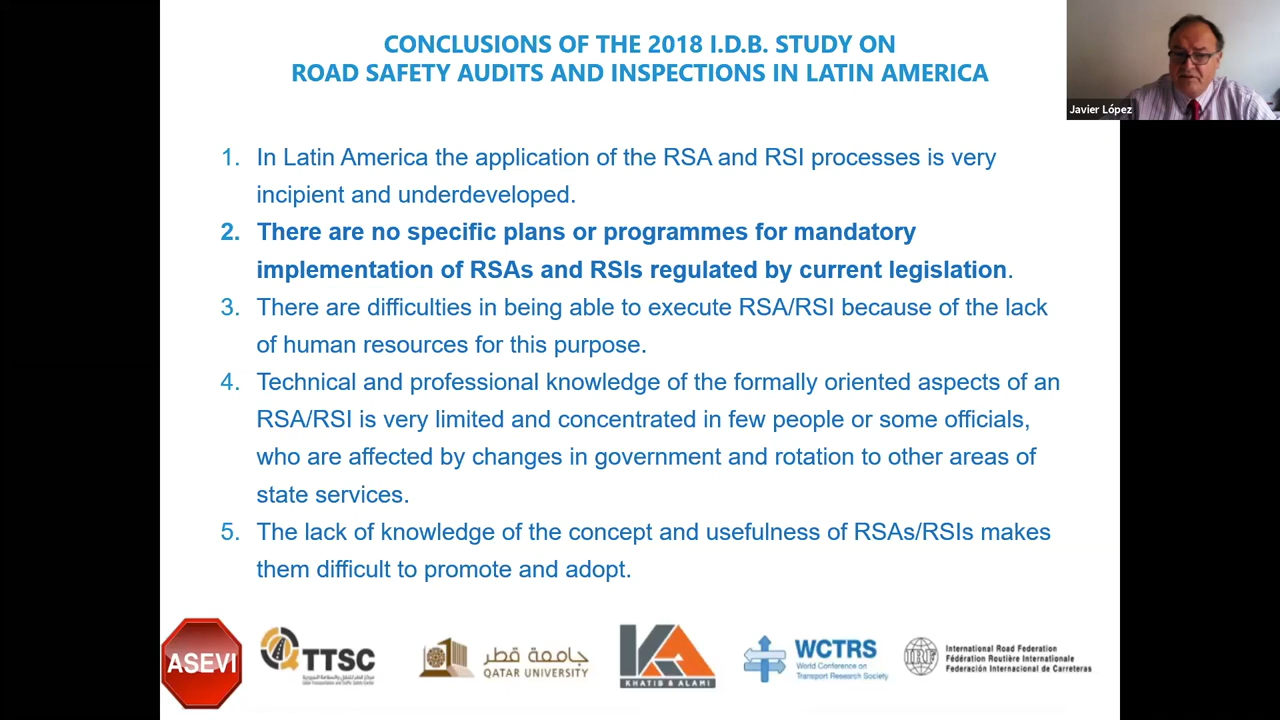 CONCLUSIONS OF THE 2018 I.D.B. STUDY ON
ROAD SAFETY AUDITS AND INSPECTIONS IN LATIN AMERICA
Javier López
1. In Latin America the application of the RSA and RSI processes is very
incipient and underdeveloped.
2. There are no specific plans or programmes for mandatory
implementation of RSAs and RSIs regulated by current legislation.
3. There are difficulties in being able to execute RSA/RSI because of the lack
of human resources for this purpose.
4. Technical and professional knowledge of the formally oriented aspects of an
RSA/RSI is very limited and concentrated in few people or some officials,
who are affected by changes in government and rotation to other areas of
state services.
5. The lack of knowledge of the concept and usefulness of RSAs/RSIs makes
them difficult to promote and adopt.
ASEVI
TTSC
جامعة قطر
QATAR UNIVERSITY
KHATIB & ALAMI
WCTRS
World Conference on
Transport Research Society
IRF
International Road Federation
Fédération Routière Internationale
Federación Internacional de Carreteras